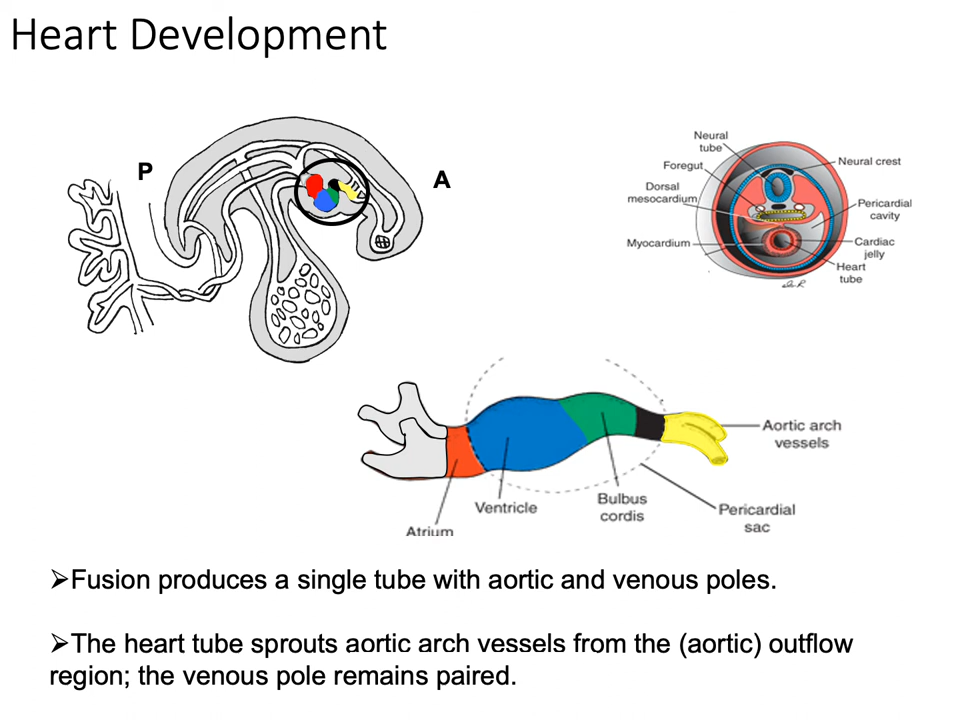 Heart Development
P
A
Neural
tube
Foregut
Dorsal
mesocardium
Myocardium
Neural crest
Pericardial
cavity
Cardiac
jelly
Heart
tube
Aortic arch
vessels
Ventricle
Bulbus
cordis
Pericardial
sac
Atrium
➢Fusion produces a single tube with aortic and venous poles.
➢The heart tube sprouts aortic arch vessels from the (aortic) outflow
region; the venous pole remains paired.